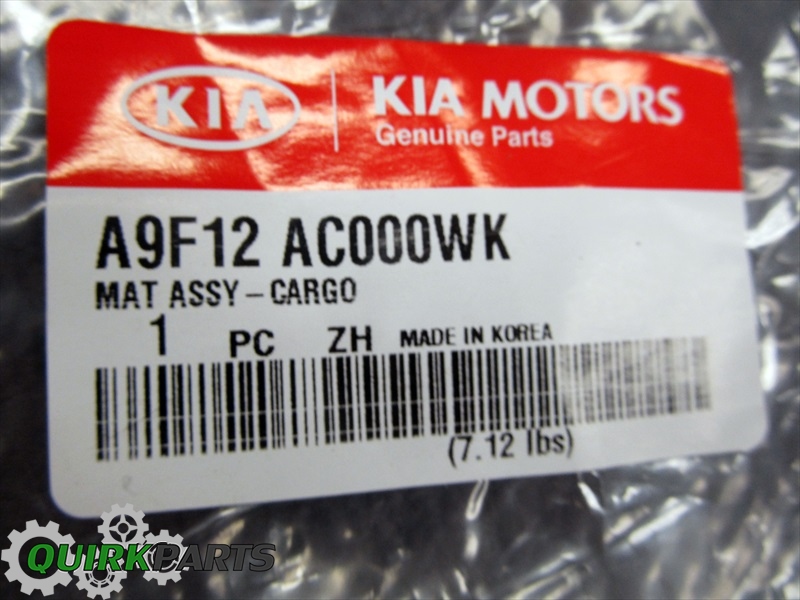 KIA
KIA MOTORS
Genuine Parts
A9F12 AC000WK
MAT ASSY-CARGO
1 PC ZH MADE IN KOREA
(7.12 lbs)
QUIRKPARTS